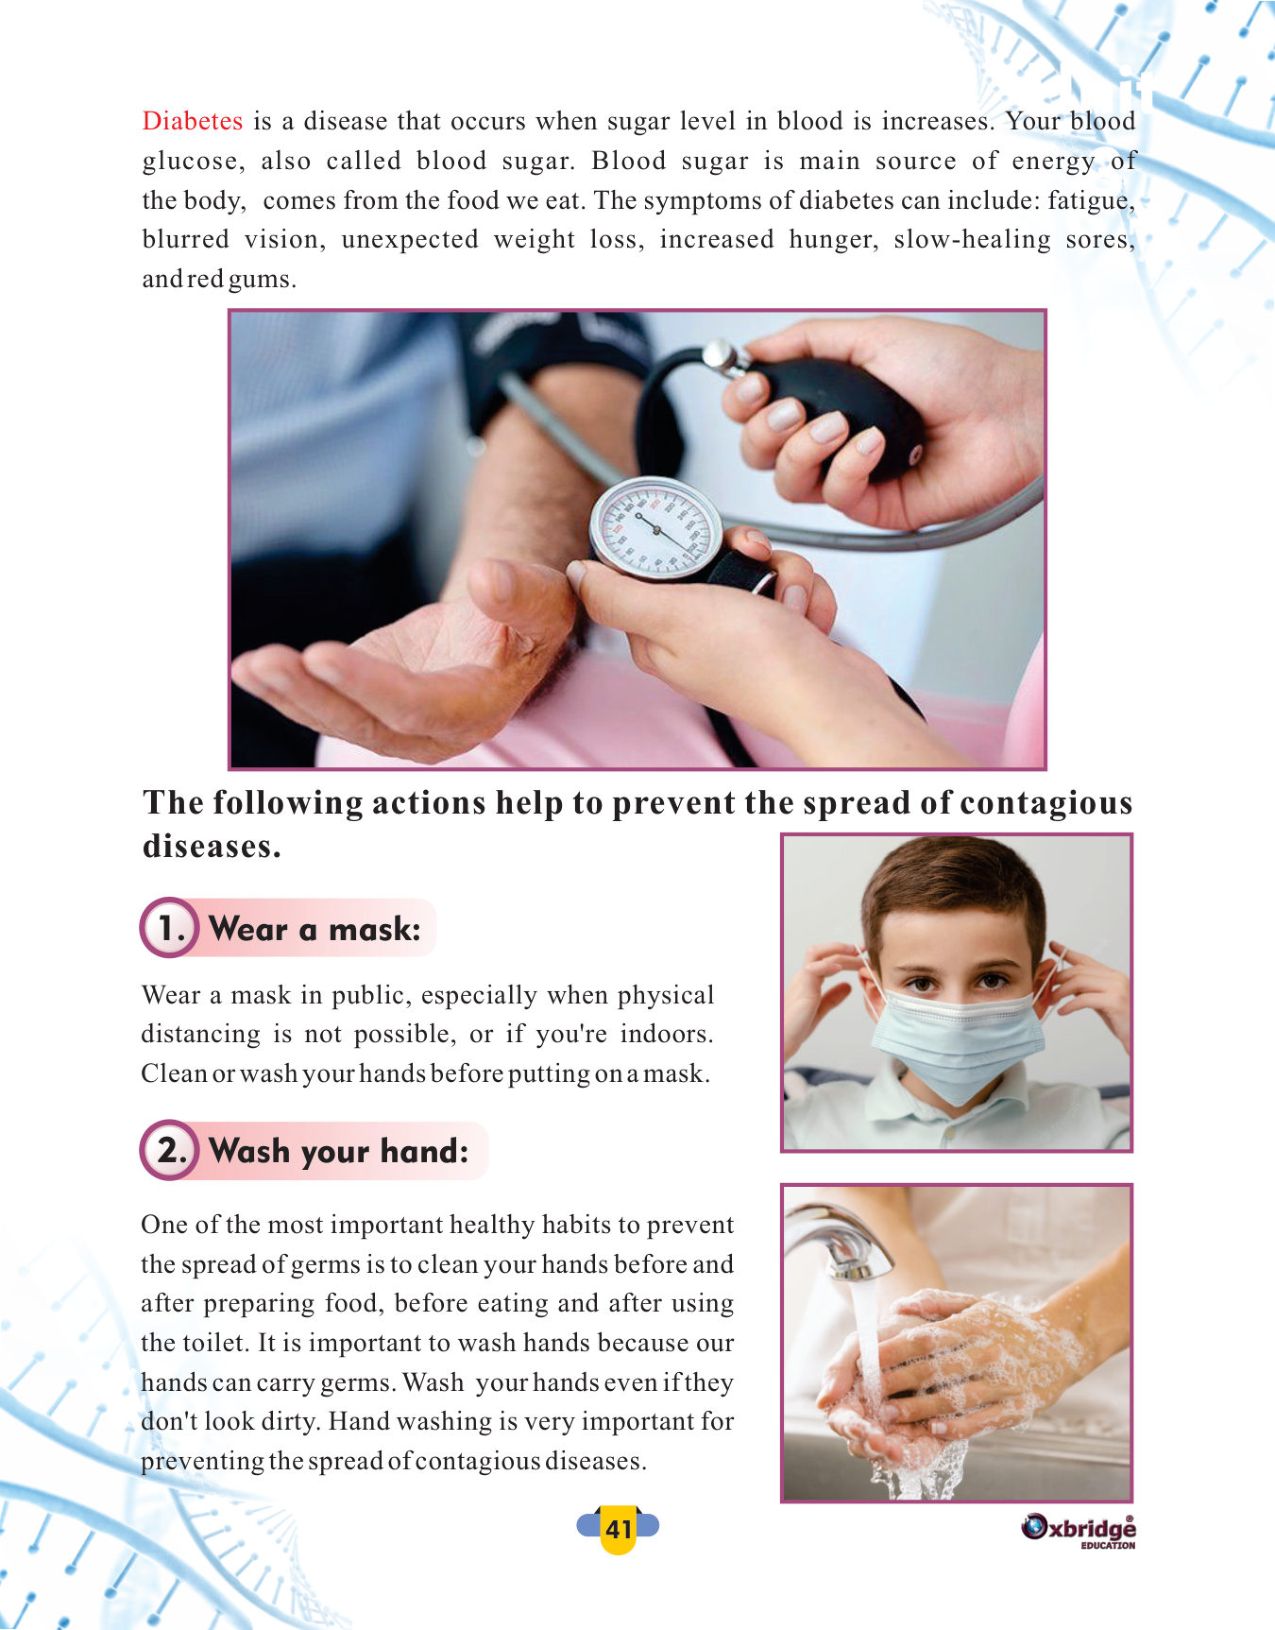 Diabetes is a disease that occurs when sugar level in blood is increases. Your blood
glucose, also called blood sugar. Blood sugar is main source of energy of
the body, comes from the food we eat. The symptoms of diabetes can include: fatigue,
blurred vision, unexpected weight loss, increased hunger, slow-healing sores,
and red gums.
The following actions help to prevent the spread of contagious
diseases.
1. Wear a mask:
Wear a mask in public, especially when physical
distancing is not possible, or if you're indoors.
Clean or wash your hands before putting on a mask.
2. Wash your hand:
One of the most important healthy habits to prevent
the spread of germs is to clean your hands before and
after preparing food, before eating and after using
the toilet. It is important to wash hands because our
hands can carry germs. Wash your hands even if they
don't look dirty. Hand washing is very important for
preventing the spread of contagious diseases.
41
Oxbridge®
EDUCATION